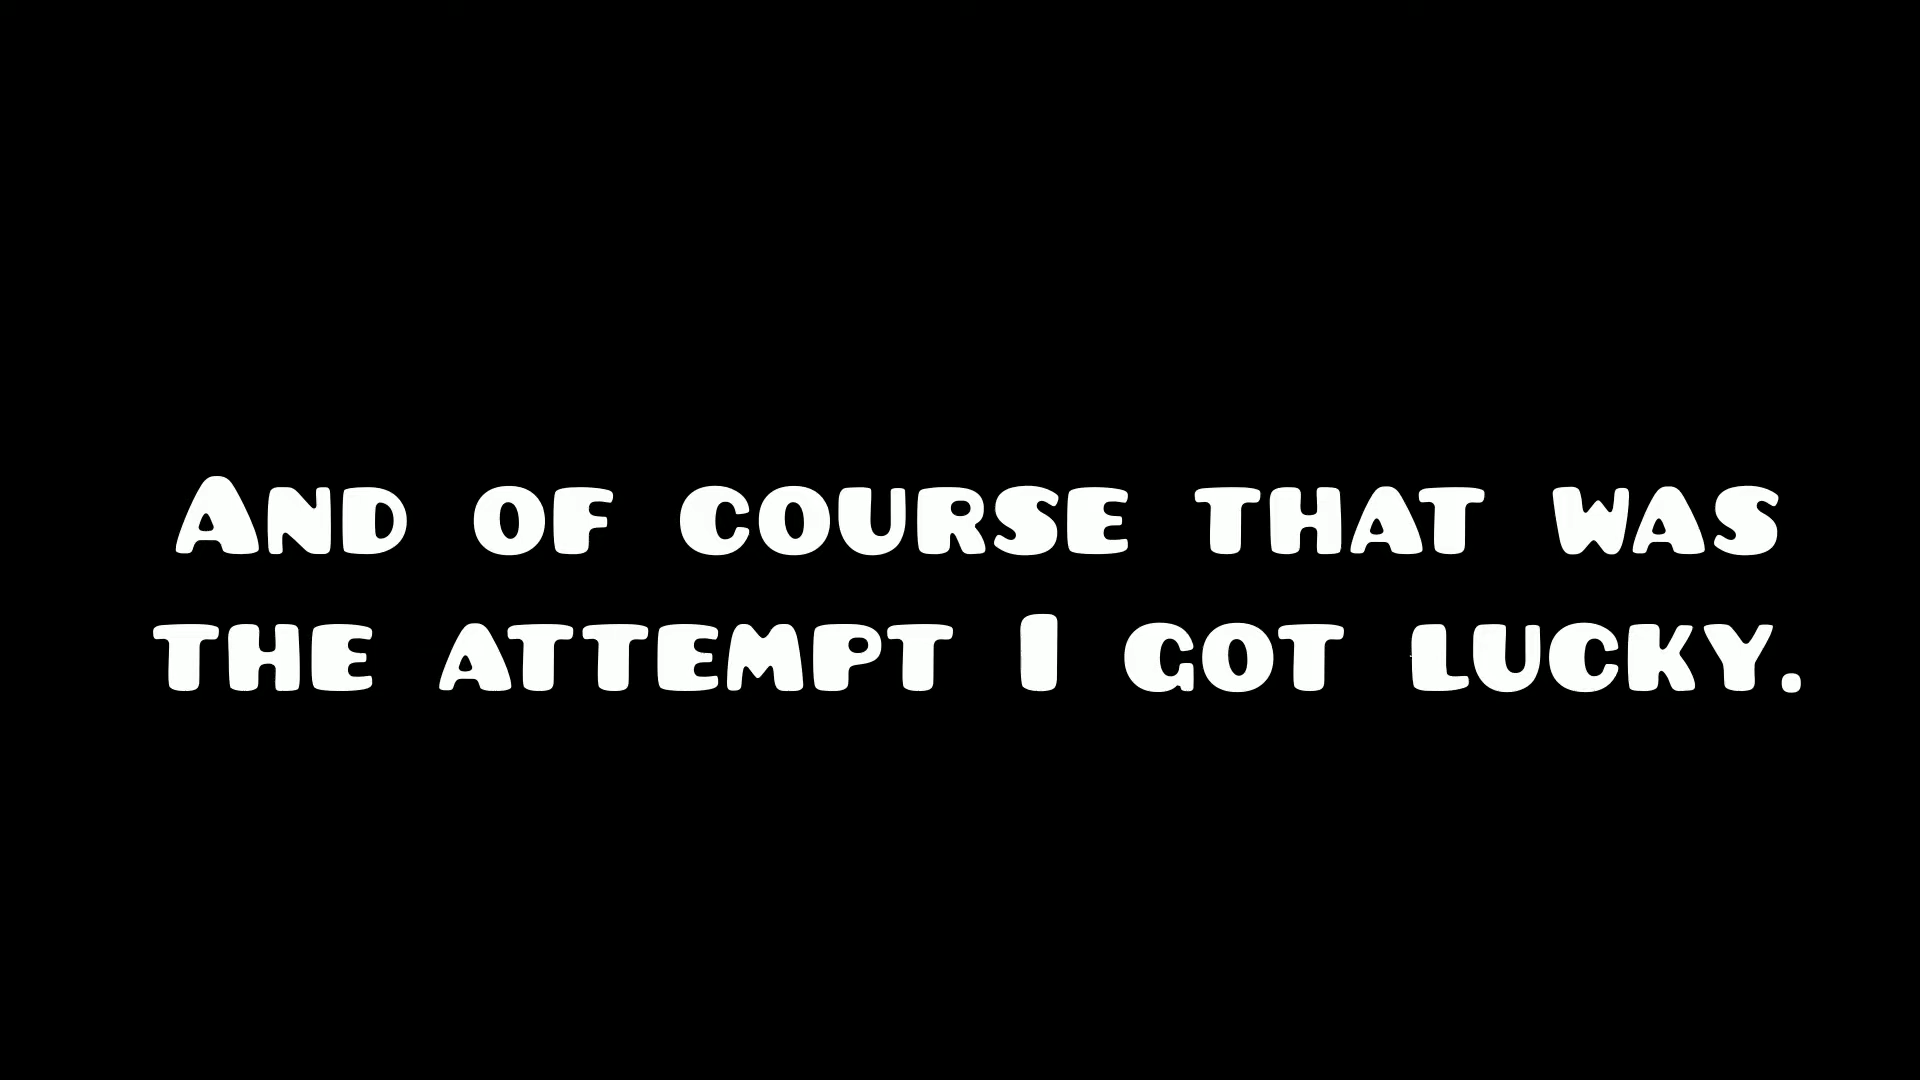 And of course that was
the attempt I got lucky.